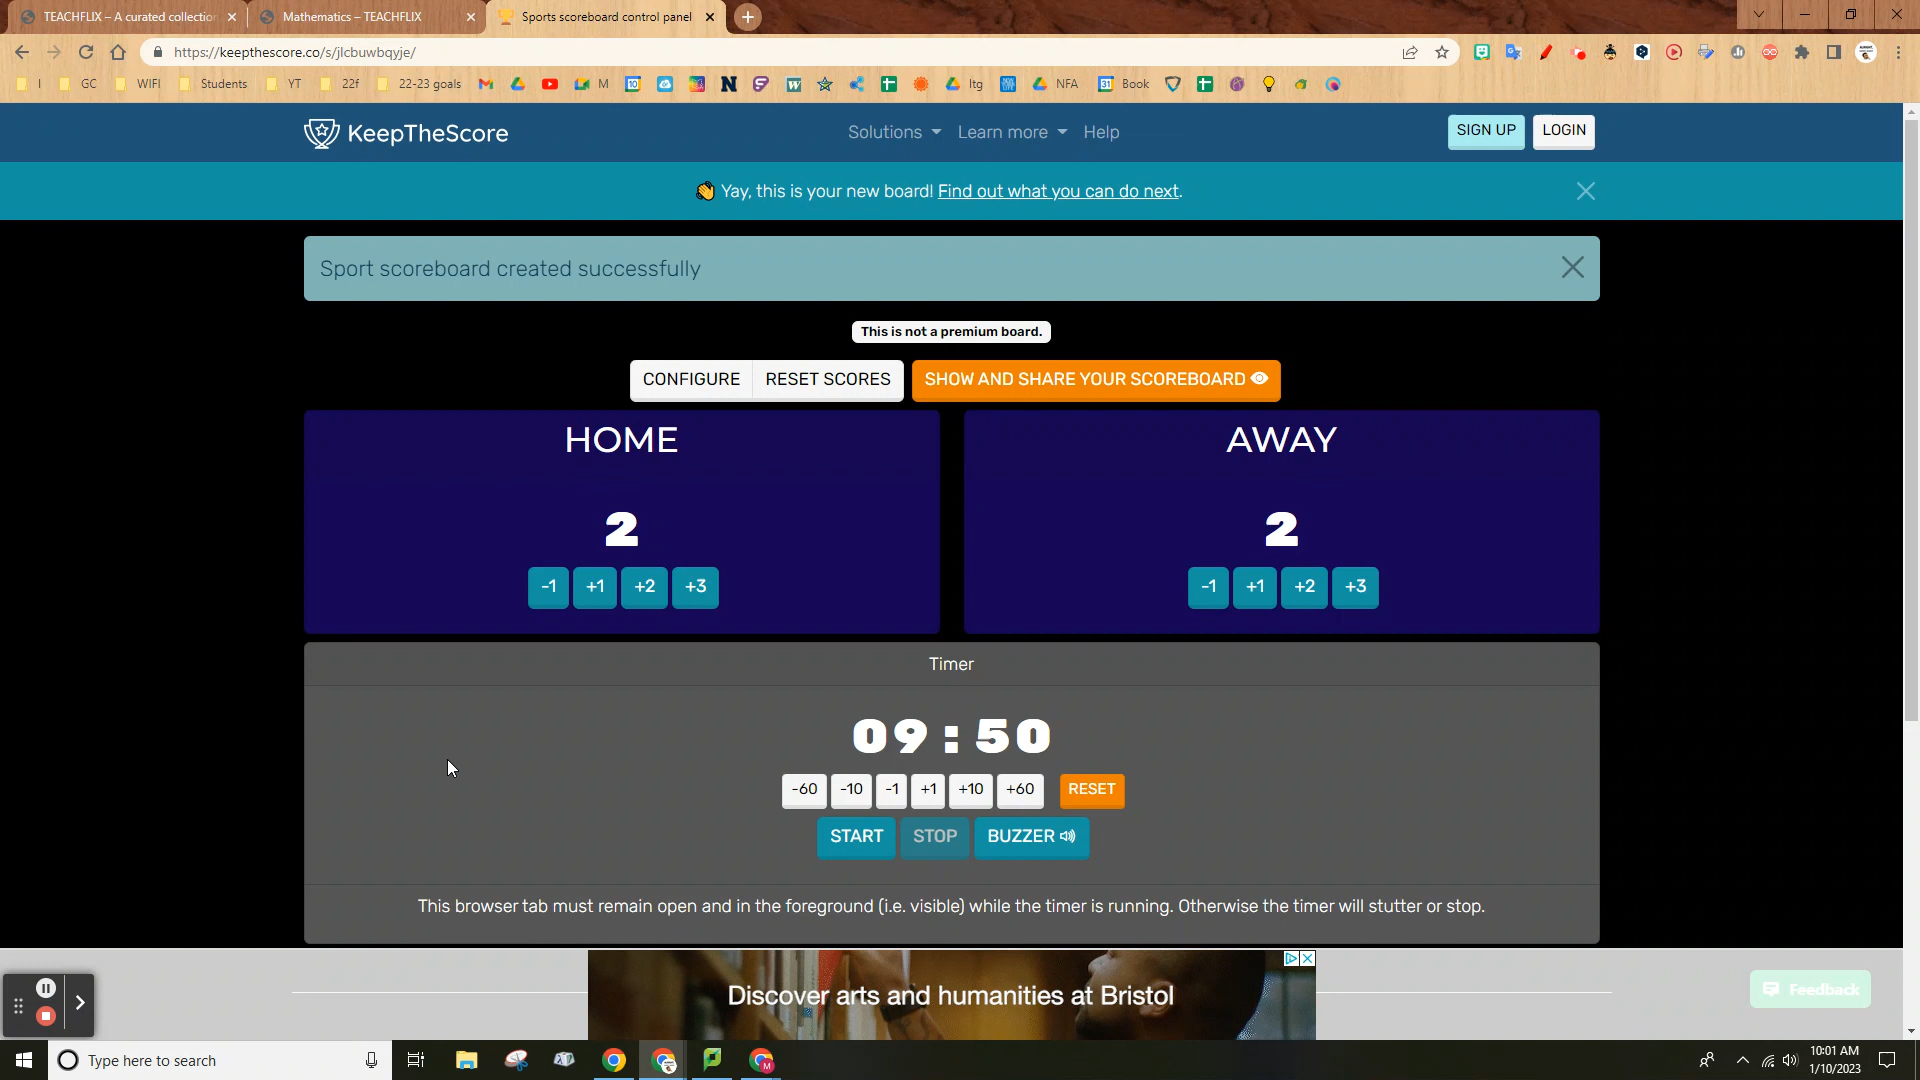 TEACHFLIX – A curated collection
Mathematics – TEACHFLIX
Sports scoreboard control panel
https://keepthescore.co/s/jlcbuwbqyje/
I GC WIFI Students YT 22f 22-23 goals M ltg NFA Book
KeepTheScore
Solutions Learn more Help
SIGN UP LOGIN
👋 Yay, this is your new board! Find out what you can do next.
Sport scoreboard created successfully
This is not a premium board.
CONFIGURE RESET SCORES SHOW AND SHARE YOUR SCOREBOARD
HOME AWAY
2 2
-1 +1 +2 +3 -1 +1 +2 +3
Timer
09:50
-60 -10 -1 +1 +10 +60 RESET
START STOP BUZZER
This browser tab must remain open and in the foreground (i.e. visible) while the timer is running. Otherwise the timer will stutter or stop.
Discover arts and humanities at Bristol
Feedback
Type here to search
10:01 AM
1/10/2023